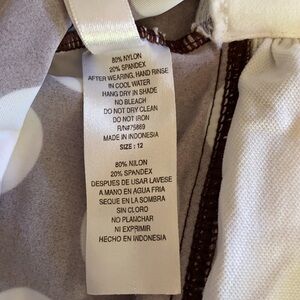 80% NYLON
20% SPANDEX
AFTER WEARING, HAND RINSE
IN COOL WATER
HANG DRY IN SHADE
NO BLEACH
DO NOT DRY CLEAN
DO NOT IRON
R/N#75669
MADE IN INDONESIA
SIZE : 12
80% NILON
20% SPANDEX
DESPUES DE USAR LAVESE
A MANO EN AGUA FRIA
SEQUE EN LA SOMBRA
SIN CLORO
NO PLANCHAR
NI EXPRIMIR
HECHO EN INDONESIA